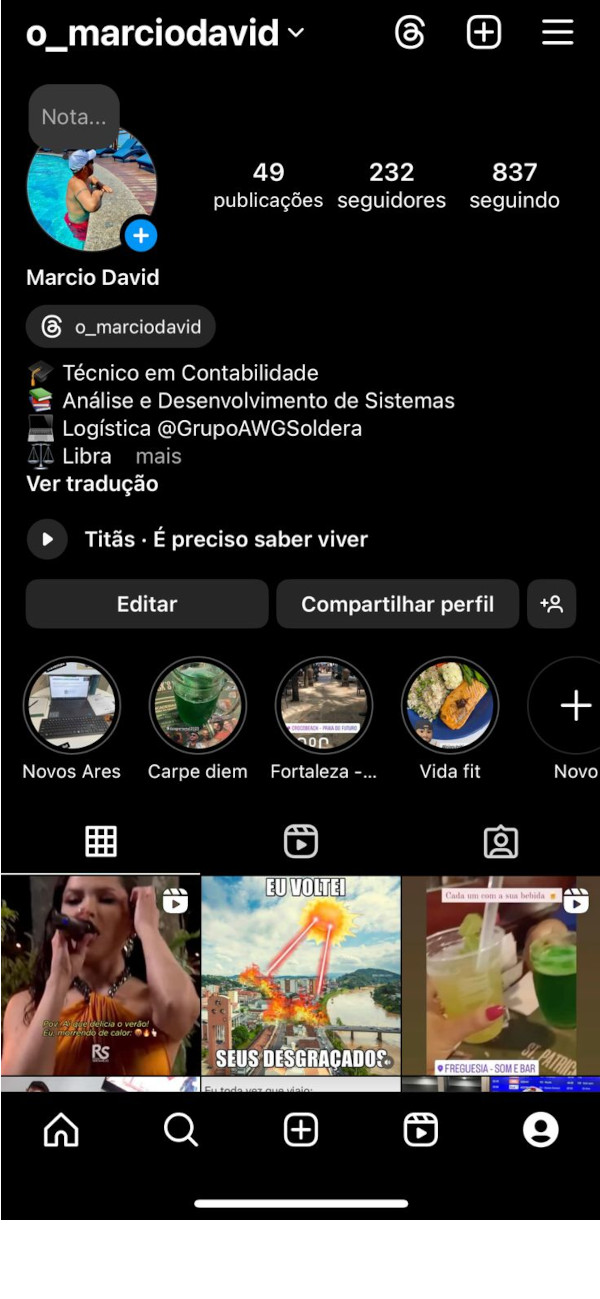 o_marciodavid
Nota...
49 232 837
publicações seguidores seguindo
Marcio David
o_marciodavid
Técnico em Contabilidade
Análise e Desenvolvimento de Sistemas
Logística @GrupoAWGSoldera
Libra mais
Ver tradução
Titãs · É preciso saber viver
Editar Compartilhar perfil
Novos Ares Carpe diem Fortaleza -... Vida fit Novo
EU VOLTEI
Cada um com a sua bebida
Pov: Ai que delícia o verão!
Eu morrendo de calor:
RS
SEUS DESGRAÇADOS
ST. PATRICK
FREGUESIA - SOM E BAR
Eu toda vez que viajo: